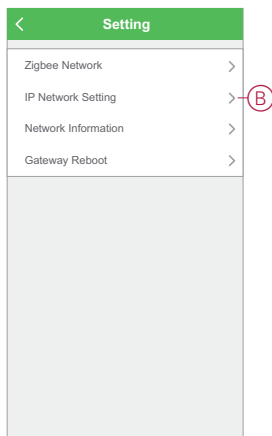 Setting
Zigbee Network
IP Network Setting
B
Network Information
Gateway Reboot